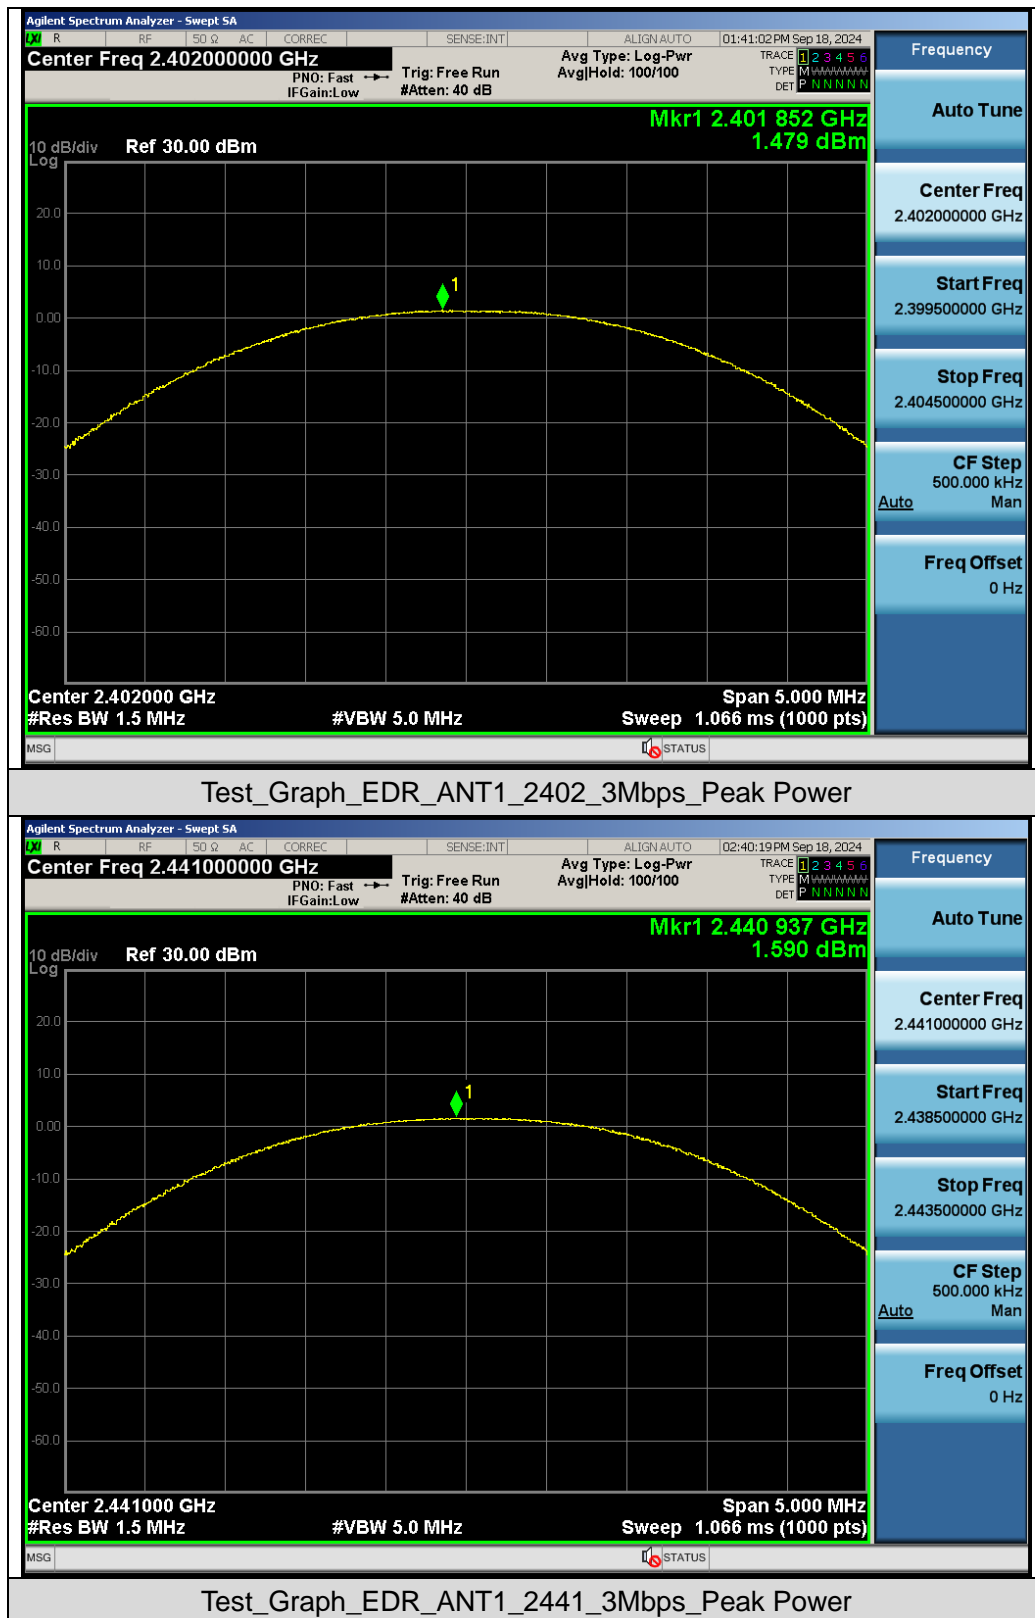 Agilent Spectrum Analyzer - Swept SA
LXI R RF 50 Ω AC CORREC SENSE:INT ALIGN AUTO 01:41:02 PM Sep 18, 2024
Center Freq 2.402000000 GHz
PNO: Fast
IFGain:Low
Trig: Free Run
#Atten: 40 dB
Avg Type: Log-Pwr
Avg|Hold: 100/100
TRACE 1 2 3 4 5 6
TYPE M WWWWW
DET P N N N N N
Mkr1 2.401 852 GHz
1.479 dBm
10 dB/div Ref 30.00 dBm
Log
20.0
10.0
0.00
-10.0
-20.0
-30.0
-40.0
-50.0
-60.0
1
Center 2.402000 GHz Span 5.000 MHz
#Res BW 1.5 MHz #VBW 5.0 MHz Sweep 1.066 ms (1000 pts)
MSG STATUS
Frequency
Auto Tune
Center Freq
2.402000000 GHz
Start Freq
2.399500000 GHz
Stop Freq
2.404500000 GHz
CF Step
500.000 kHz
Auto Man
Freq Offset
0 Hz
Test_Graph_EDR_ANT1_2402_3Mbps_Peak Power
Agilent Spectrum Analyzer - Swept SA
LXI R RF 50 Ω AC CORREC SENSE:INT ALIGN AUTO 02:40:19 PM Sep 18, 2024
Center Freq 2.441000000 GHz
PNO: Fast
IFGain:Low
Trig: Free Run
#Atten: 40 dB
Avg Type: Log-Pwr
Avg|Hold: 100/100
TRACE 1 2 3 4 5 6
TYPE M WWWWW
DET P N N N N N
Mkr1 2.440 937 GHz
1.590 dBm
10 dB/div Ref 30.00 dBm
Log
20.0
10.0
0.00
-10.0
-20.0
-30.0
-40.0
-50.0
-60.0
1
Center 2.441000 GHz Span 5.000 MHz
#Res BW 1.5 MHz #VBW 5.0 MHz Sweep 1.066 ms (1000 pts)
MSG STATUS
Frequency
Auto Tune
Center Freq
2.441000000 GHz
Start Freq
2.438500000 GHz
Stop Freq
2.443500000 GHz
CF Step
500.000 kHz
Auto Man
Freq Offset
0 Hz
Test_Graph_EDR_ANT1_2441_3Mbps_Peak Power